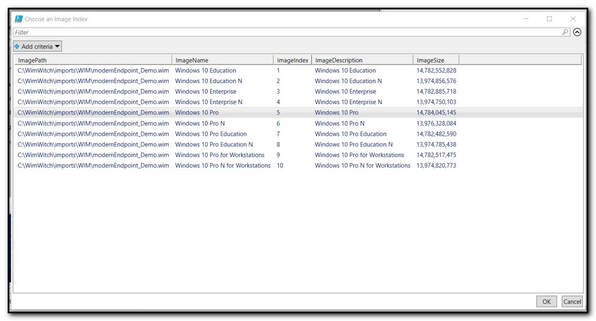 Choose an Image Index
Filter
Add criteria
ImagePath ImageName ImageIndex ImageDescription ImageSize
C:\WimWitch\imports\WIM\modernEndpoint_Demo.wim Windows 10 Education 1 Windows 10 Education 14,782,552,828
C:\WimWitch\imports\WIM\modernEndpoint_Demo.wim Windows 10 Education N 2 Windows 10 Education N 13,974,856,576
C:\WimWitch\imports\WIM\modernEndpoint_Demo.wim Windows 10 Enterprise 3 Windows 10 Enterprise 14,782,885,718
C:\WimWitch\imports\WIM\modernEndpoint_Demo.wim Windows 10 Enterprise N 4 Windows 10 Enterprise N 13,974,750,103
C:\WimWitch\imports\WIM\modernEndpoint_Demo.wim Windows 10 Pro 5 Windows 10 Pro 14,784,045,145
C:\WimWitch\imports\WIM\modernEndpoint_Demo.wim Windows 10 Pro N 6 Windows 10 Pro N 13,976,328,084
C:\WimWitch\imports\WIM\modernEndpoint_Demo.wim Windows 10 Pro Education 7 Windows 10 Pro Education 14,782,482,590
C:\WimWitch\imports\WIM\modernEndpoint_Demo.wim Windows 10 Pro Education N 8 Windows 10 Pro Education N 13,974,785,438
C:\WimWitch\imports\WIM\modernEndpoint_Demo.wim Windows 10 Pro for Workstations 9 Windows 10 Pro for Workstations 14,782,517,475
C:\WimWitch\imports\WIM\modernEndpoint_Demo.wim Windows 10 Pro N for Workstations 10 Windows 10 Pro N for Workstations 13,974,820,773
OK Cancel